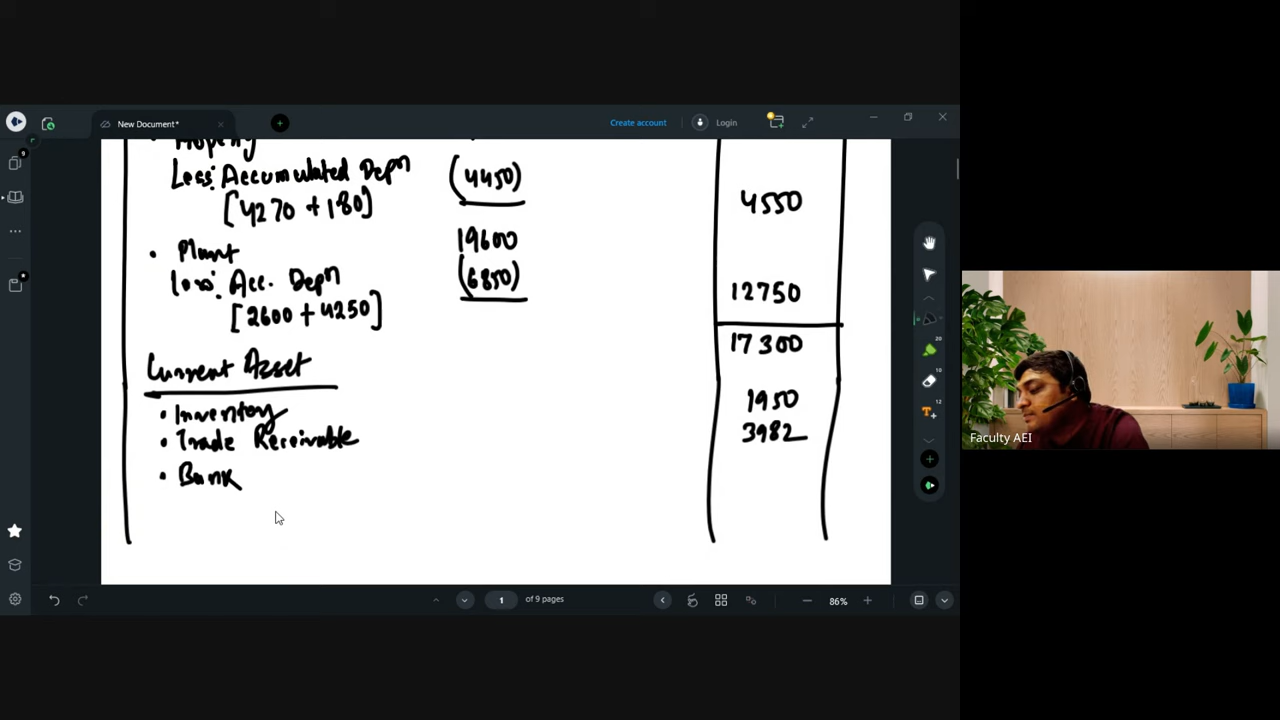 New Document*
Create account
Login
Property
Less: Accumulated Depn (4450)
[4270 + 180] 4550
• Plant 19600
Less: Acc. Depn (6850)
[2600 + 4250] 12750
17300
Current Asset
• Inventory 1950
• Trade Receivable 3982
• Bank
1 of 9 pages
86%
Faculty AEI